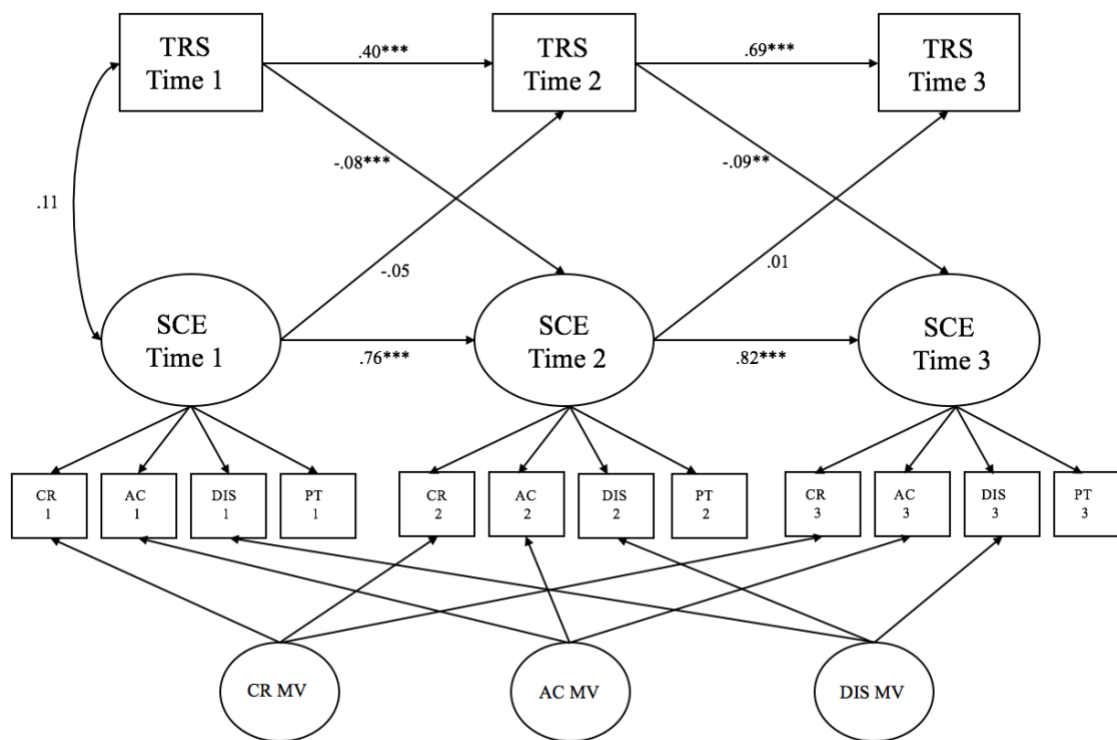 TRS
Time 1
.40***
TRS
Time 2
.69***
TRS
Time 3
-.08***
-.09**
.11
-.05
.01
SCE
Time 1
.76***
SCE
Time 2
.82***
SCE
Time 3
CR
1
AC
1
DIS
1
PT
1
CR
2
AC
2
DIS
2
PT
2
CR
3
AC
3
DIS
3
PT
3
CR MV
AC MV
DIS MV